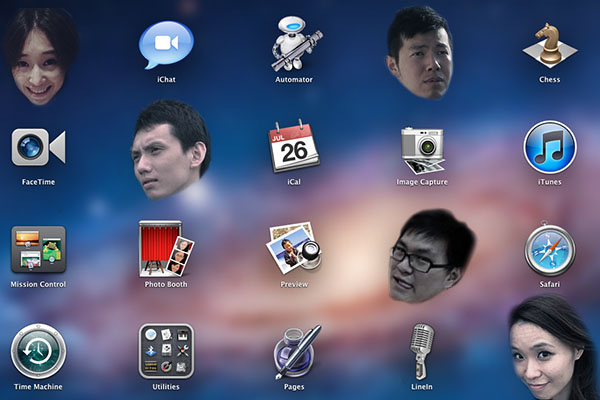 iChat
Automator
Chess
FaceTime
JUL
26
iCal
Image Capture
iTunes
Mission Control
Photo Booth
Preview
Safari
Time Machine
Utilities
Pages
LineIn